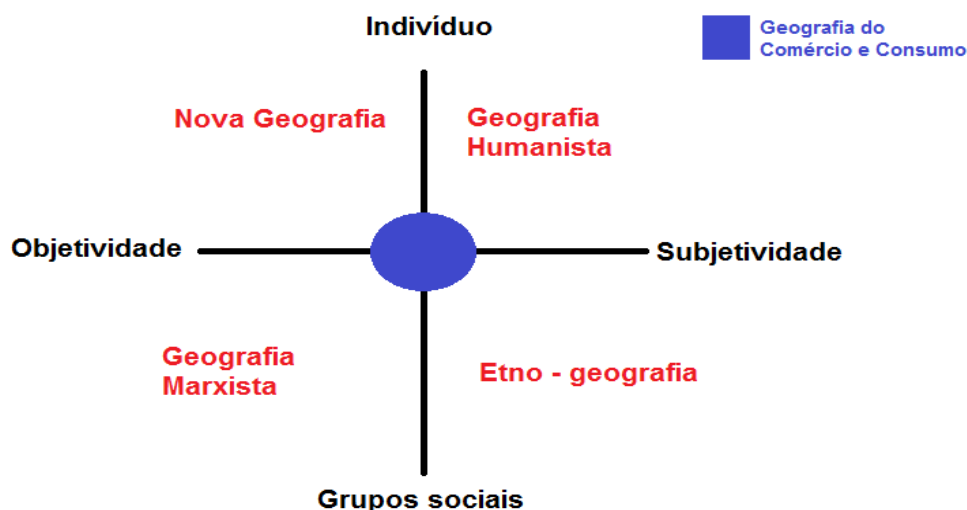 Indivíduo
Geografia do
Comércio e Consumo
Nova Geografia
Geografia
Humanista
Objetividade
Subjetividade
Geografia
Marxista
Etno - geografia
Grupos sociais